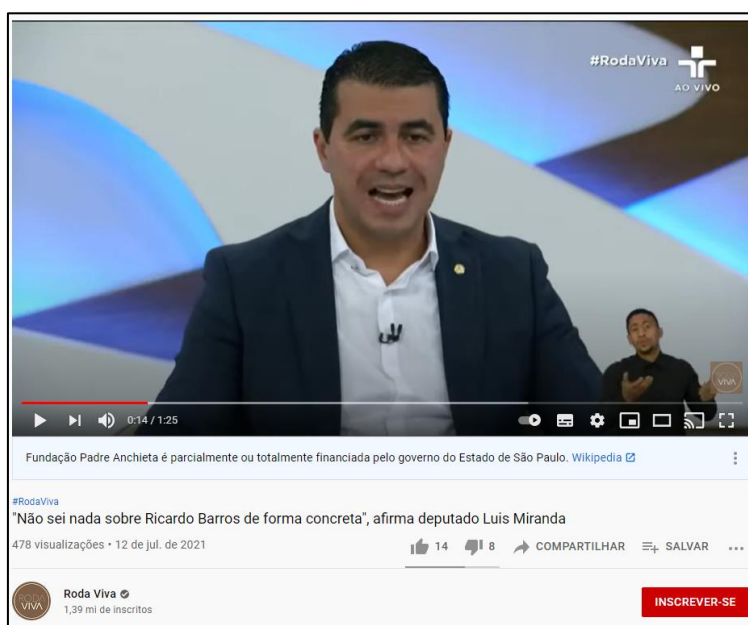 #RodaViva
AO VIVO
RODA
VIVA
0:14 / 1:25
Fundação Padre Anchieta é parcialmente ou totalmente financiada pelo governo do Estado de São Paulo. Wikipedia
#RodaViva
"Não sei nada sobre Ricardo Barros de forma concreta", afirma deputado Luis Miranda
478 visualizações • 12 de jul. de 2021
14 8 COMPARTILHAR SALVAR
RODA
VIVA
Roda Viva
1,39 mi de inscritos
INSCREVER-SE